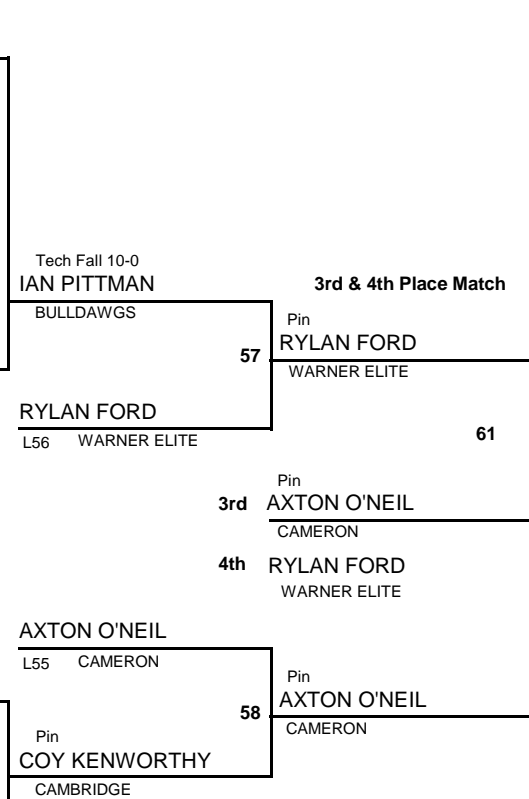 Tech Fall 10-0
IAN PITTMAN
3rd & 4th Place Match
BULLDAWGS
Pin
RYLAN FORD
57
WARNER ELITE
RYLAN FORD
L56 WARNER ELITE
61
Pin
3rd AXTON O'NEIL
CAMERON
4th RYLAN FORD
WARNER ELITE
AXTON O'NEIL
L55 CAMERON
Pin
AXTON O'NEIL
58
CAMERON
Pin
COY KENWORTHY
CAMBRIDGE